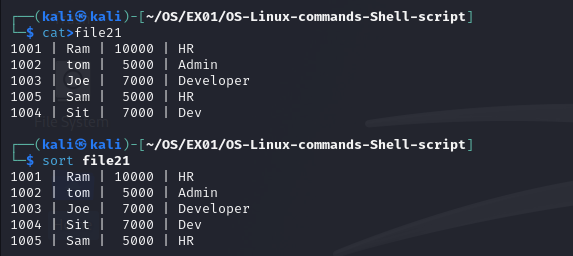 ┌──(kali㉿kali)-[~/OS/EX01/OS-Linux-commands-Shell-script]
└─$ cat>file21
1001 | Ram | 10000 | HR
1002 | tom |  5000 | Admin
1003 | Joe |  7000 | Developer
1005 | Sam |  5000 | HR
1004 | Sit |  7000 | Dev
File System
┌──(kali㉿kali)-[~/OS/EX01/OS-Linux-commands-Shell-script]
└─$ sort file21
1001 | Ram | 10000 | HR
1002 | tom |  5000 | Admin
1003 | Joe |  7000 | Developer
1004 | Sit |  7000 | Dev
1005 | Sam |  5000 | HR